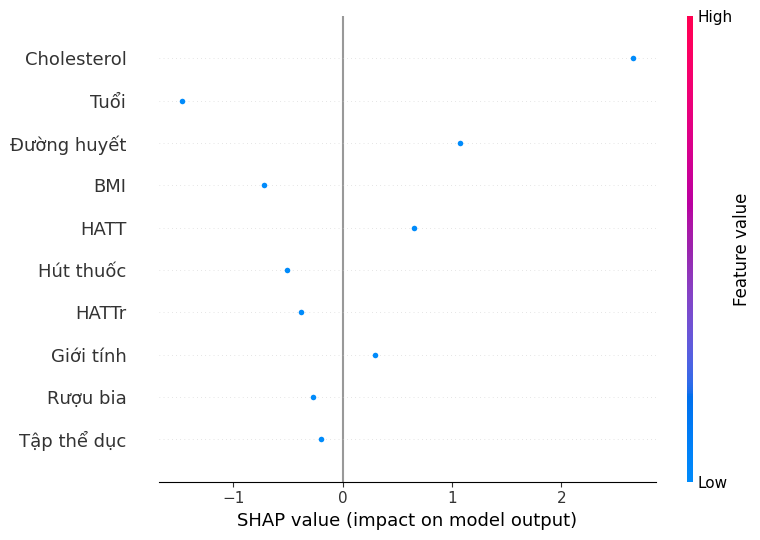 High
Cholesterol
Tuổi
Đường huyết
BMI
HATT
Hút thuốc
HATTr
Giới tính
Rượu bia
Tập thể dục
Feature value
Low
−1 0 1 2
SHAP value (impact on model output)